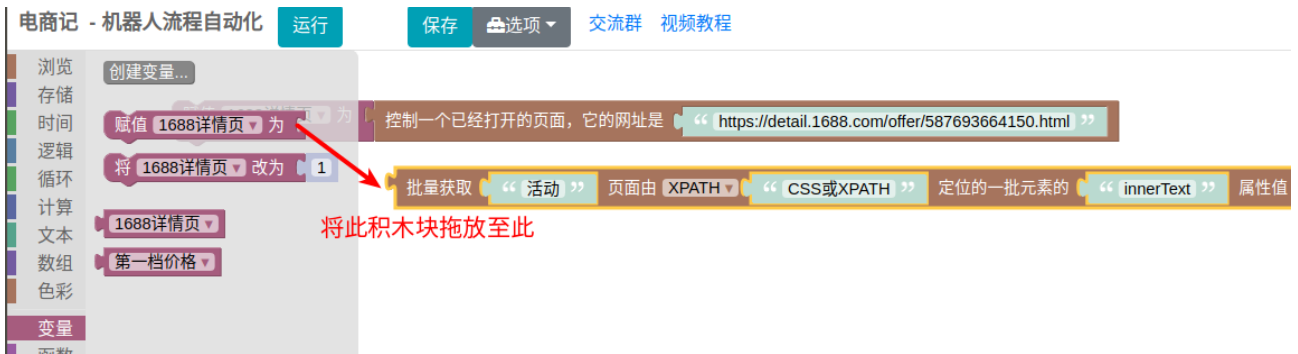 电商记 - 机器人流程自动化 运行 保存 选项 交流群 视频教程
浏览
存储
时间
逻辑
循环
计算
文本
数组
色彩
变量
函数
创建变量...
赋值 1688详情页 为
将 1688详情页 改为 1
1688详情页
第一档价格
为 控制一个已经打开的页面，它的网址是 “ https://detail.1688.com/offer/587693664150.html ”
批量获取 “ 活动 ” 页面由 XPATH “ CSS或XPATH ” 定位的一批元素的 “ innerText ” 属性值
将此积木块拖放至此